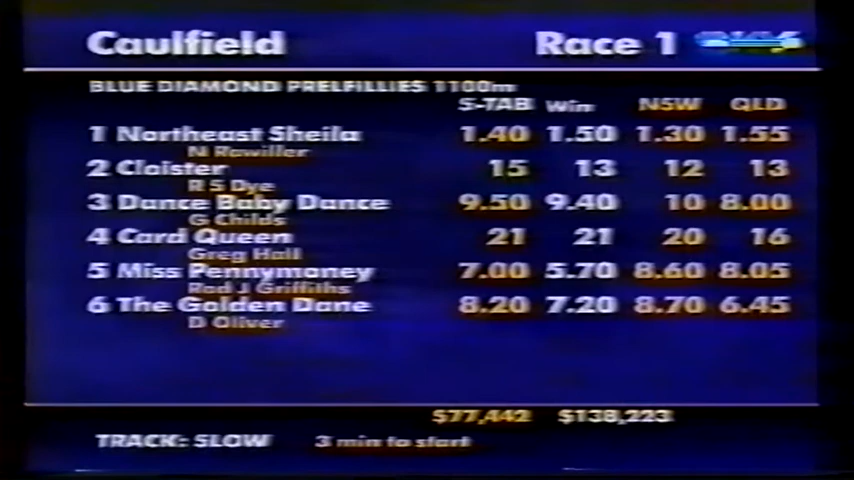 Caulfield Race 1
BLUE DIAMOND PREL.FILLIES 1100m
S-TAB Win NSW QLD
1 Northeast Sheila 1.40 1.50 1.30 1.55
N Rawiller
2 Cloister 15 13 12 13
R S Dye
3 Dance Baby Dance 9.50 9.40 10 8.00
G Childs
4 Card Queen 21 21 20 16
Greg Hall
5 Miss Pennymoney 7.00 5.70 8.60 8.05
Rod J Griffiths
6 The Golden Dane 8.20 7.20 8.70 6.45
D Oliver
$77,442 $138,223
TRACK: SLOW 3 min to start